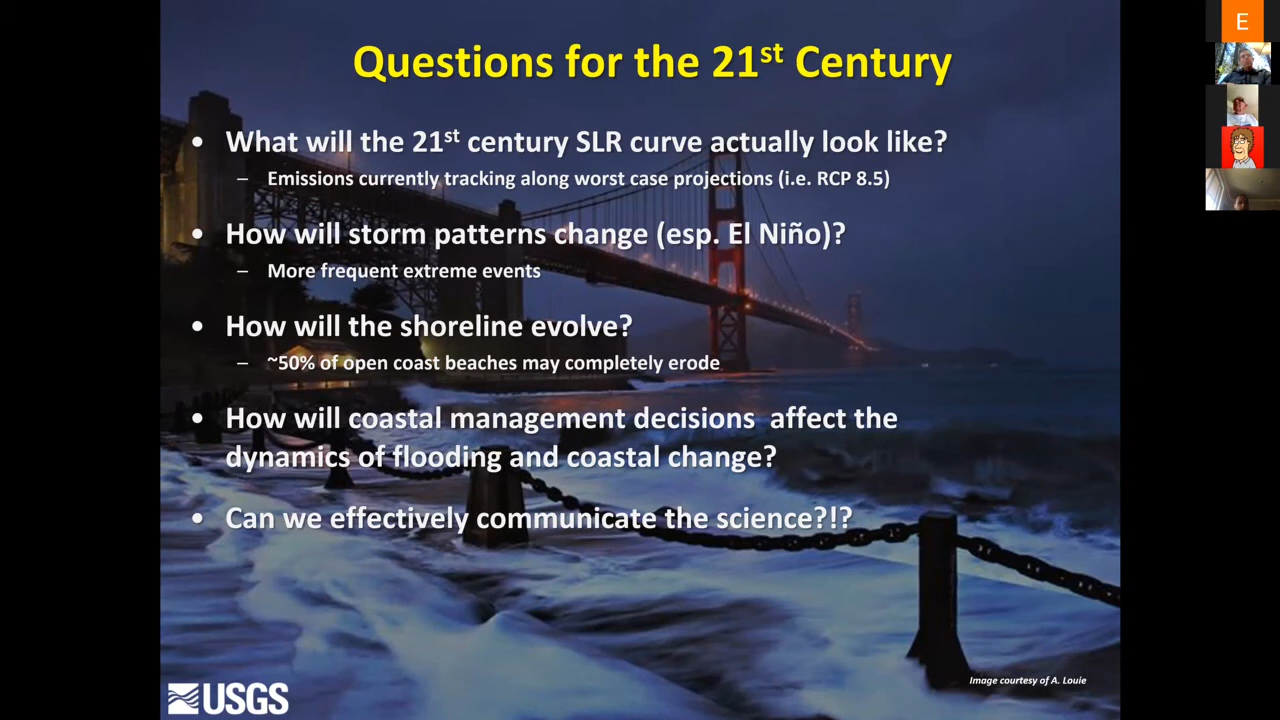 Questions for the 21st Century
• What will the 21st century SLR curve actually look like?
– Emissions currently tracking along worst case projections (i.e. RCP 8.5)
• How will storm patterns change (esp. El Niño)?
– More frequent extreme events
• How will the shoreline evolve?
– ~50% of open coast beaches may completely erode
• How will coastal management decisions  affect the
dynamics of flooding and coastal change?
• Can we effectively communicate the science?!?
Image courtesy of A. Louie
USGS
E